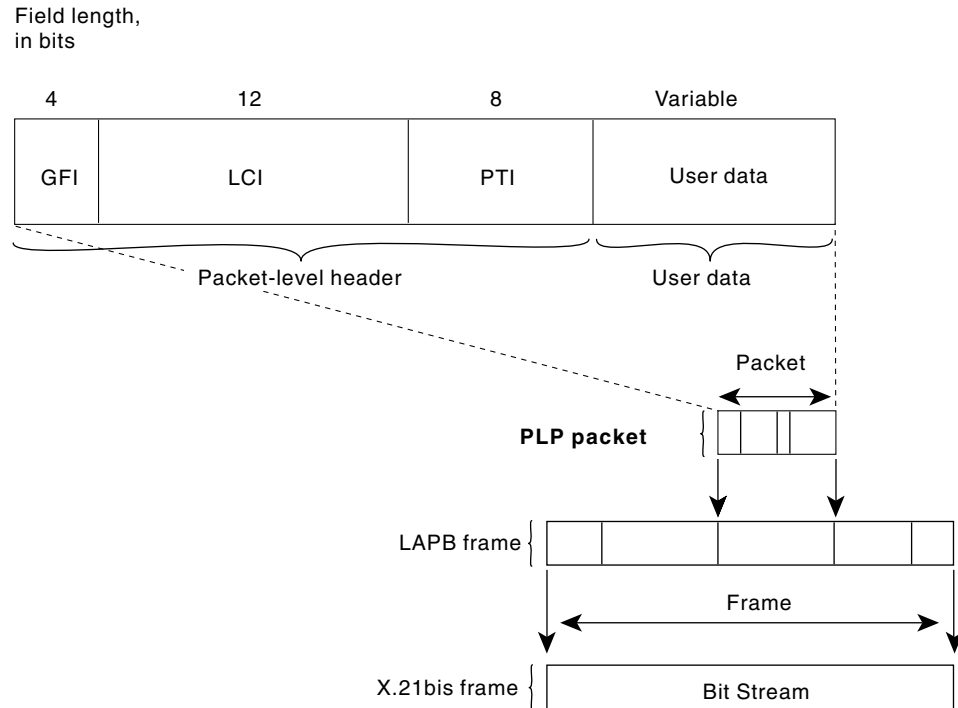 Field length,
in bits
4 12 8 Variable
GFI LCI PTI User data
Packet-level header User data
Packet
PLP packet
LAPB frame
Frame
X.21bis frame Bit Stream